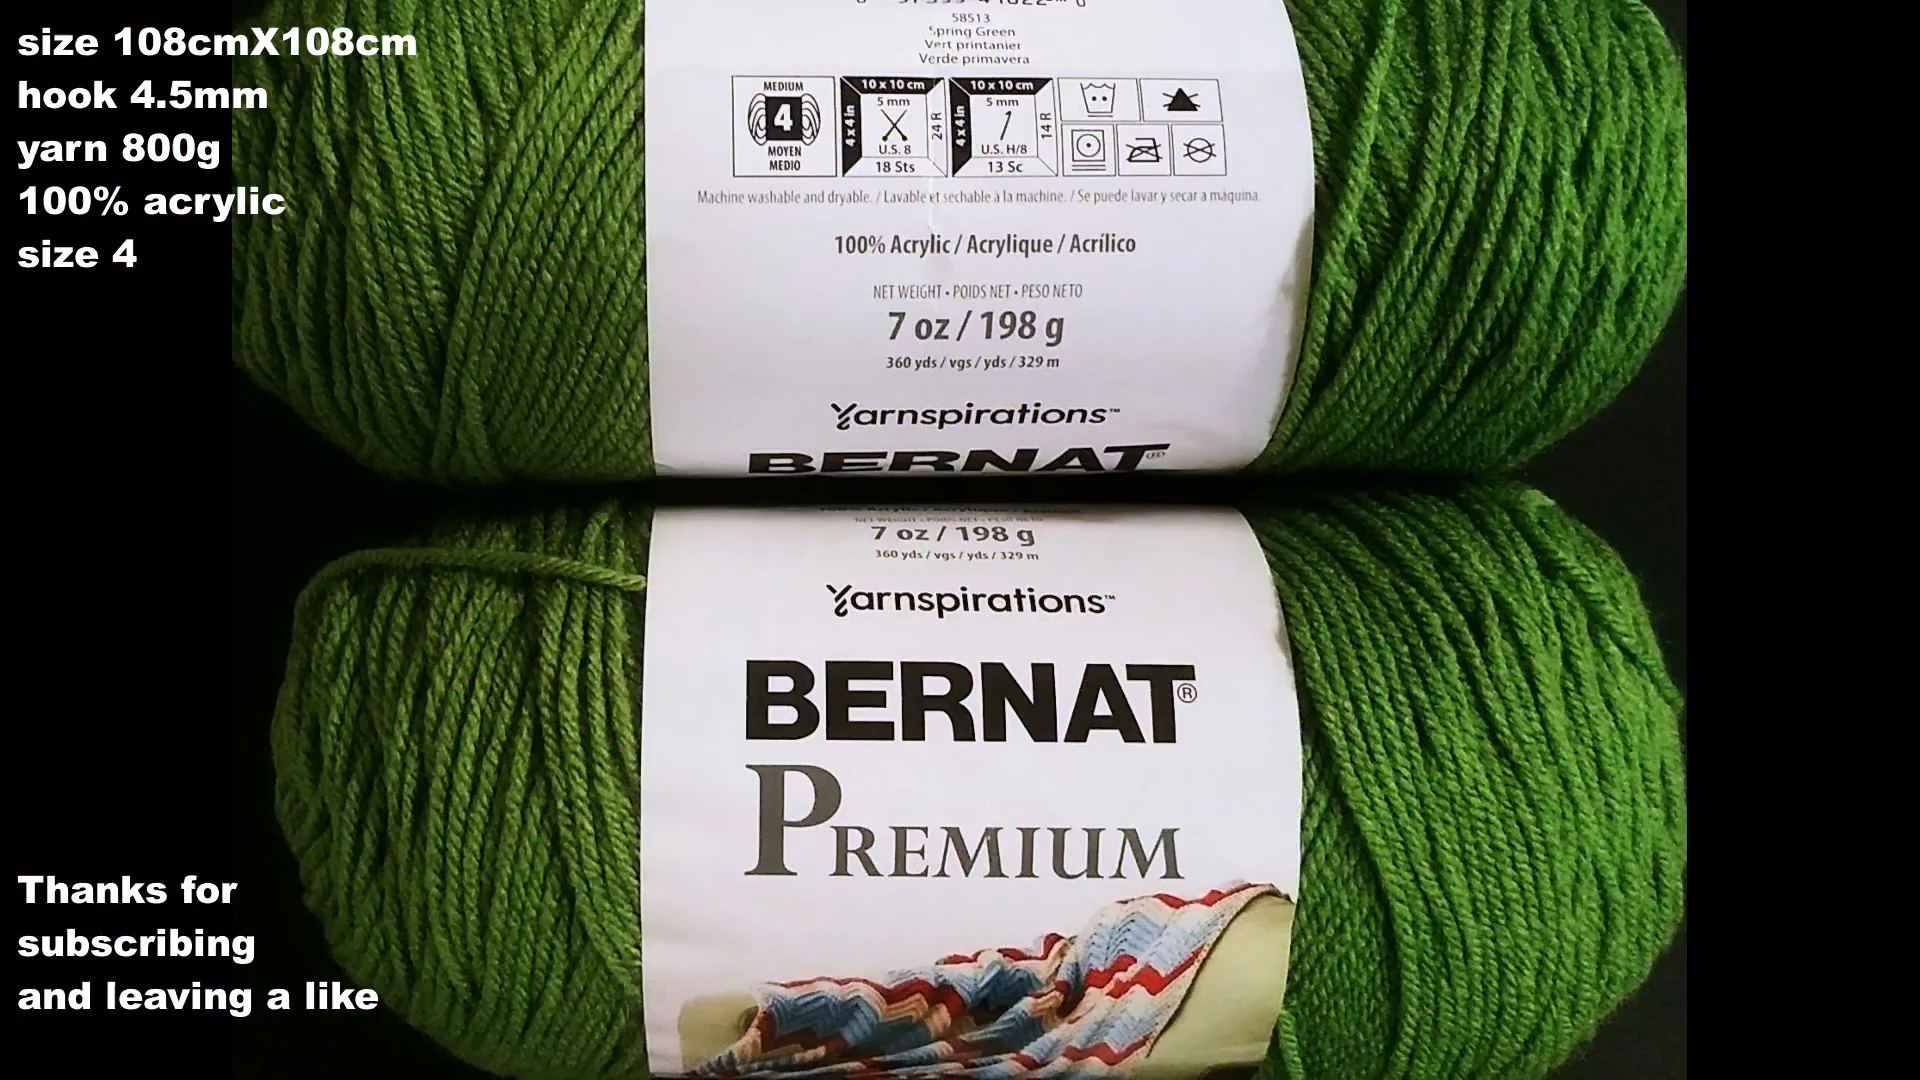 size 108cmX108cm
hook 4.5mm
yarn 800g
100% acrylic
size 4
58513
Spring Green
Vert printanier
Verde primavera
MEDIUM
4
MOYEN
MEDIO
10 x 10 cm
4 x 4 in
5 mm
24 R
U.S. 8
18 Sts
10 x 10 cm
4 x 4 in
5 mm
14 R
U.S. H/8
13 Sc
Machine washable and dryable. / Lavable et séchable à la machine. / Se puede lavar y secar a máquina.
100% Acrylic / Acrylique / Acrílico
NET WEIGHT • POIDS NET • PESO NETO
7 oz / 198 g
360 yds / vgs / yds / 329 m
Yarnspirations™
BERNAT®
7 oz / 198 g
360 yds / vgs / yds / 329 m
Yarnspirations™
BERNAT®
PREMIUM
Thanks for
subscribing
and leaving a like